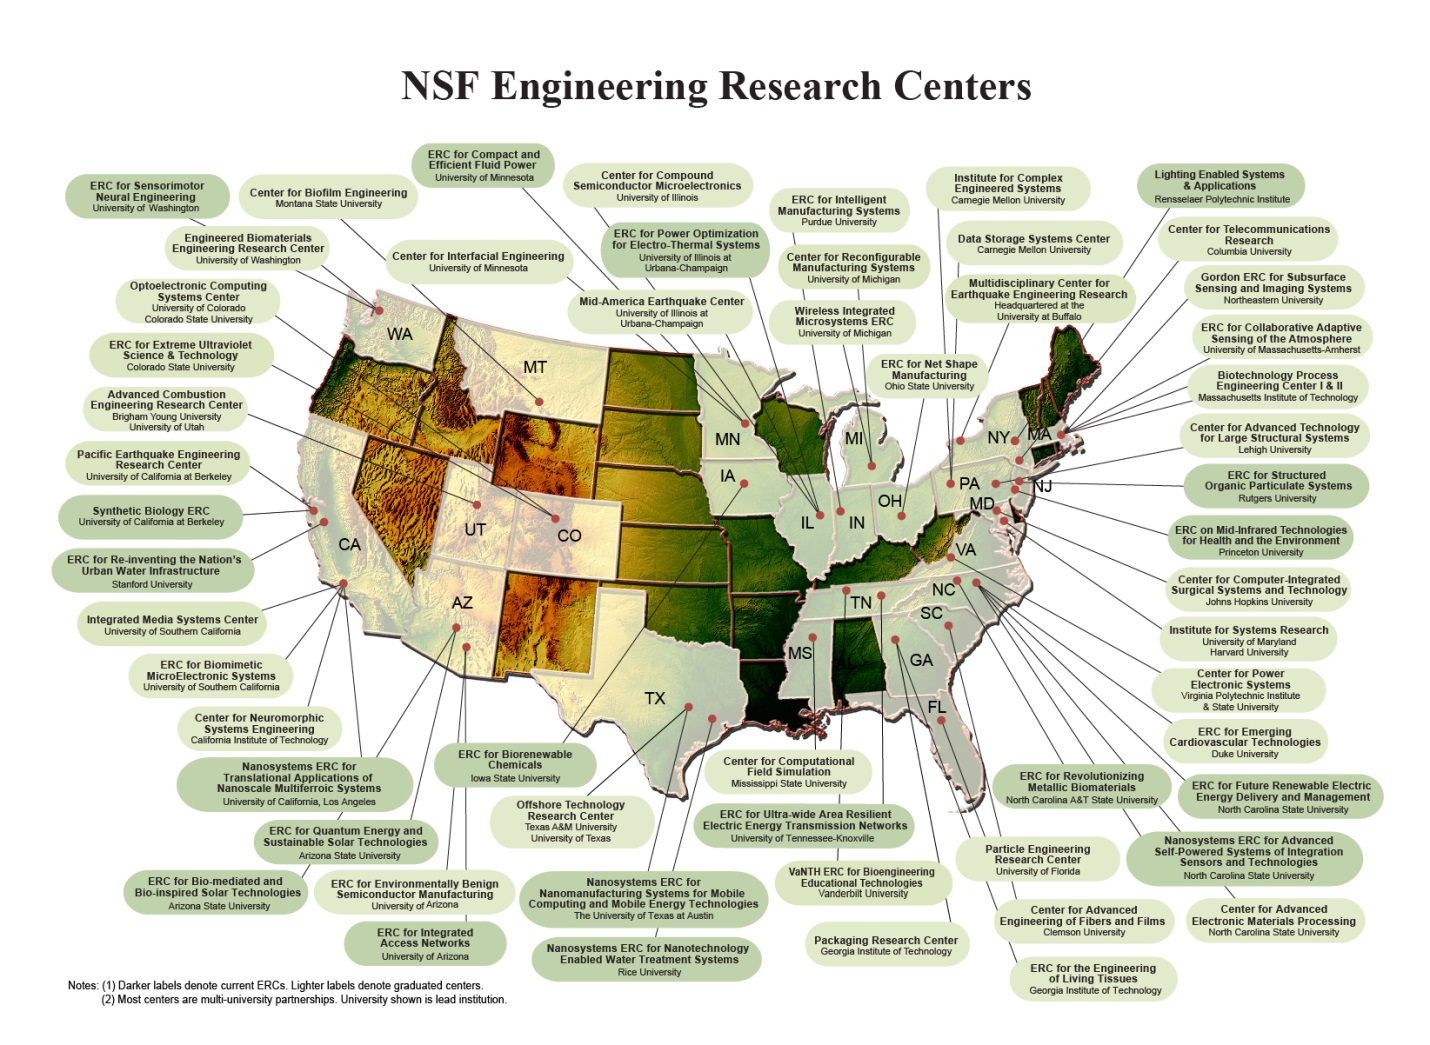 NSF Engineering Research Centers
ERC for Sensorimotor
Neural Engineering
University of Washington
Center for Biofilm Engineering
Montana State University
ERC for Compact and
Efficient Fluid Power
University of Minnesota
Center for Compound
Semiconductor Microelectronics
University of Illinois
ERC for Intelligent
Manufacturing Systems
Purdue University
Institute for Complex
Engineered Systems
Carnegie Mellon University
Lighting Enabled Systems
& Applications
Rensselaer Polytechnic Institute
Engineered Biomaterials
Engineering Research Center
University of Washington
Center for Interfacial Engineering
University of Minnesota
ERC for Power Optimization
for Electro-Thermal Systems
University of Illinois at
Urbana-Champaign
Center for Reconfigurable
Manufacturing Systems
University of Michigan
Data Storage Systems Center
Carnegie Mellon University
Center for Telecommunications
Research
Columbia University
Optoelectronic Computing
Systems Center
University of Colorado
Colorado State University
Mid-America Earthquake Center
University of Illinois at
Urbana-Champaign
Wireless Integrated
Microsystems ERC
University of Michigan
Multidisciplinary Center for
Earthquake Engineering Research
Headquartered at the
University at Buffalo
Gordon ERC for Subsurface
Sensing and Imaging Systems
Northeastern University
ERC for Extreme Ultraviolet
Science & Technology
Colorado State University
ERC for Net Shape
Manufacturing
Ohio State University
ERC for Collaborative Adaptive
Sensing of the Atmosphere
University of Massachusetts-Amherst
Advanced Combustion
Engineering Research Center
Brigham Young University
University of Utah
Biotechnology Process
Engineering Center I & II
Massachusetts Institute of Technology
Pacific Earthquake Engineering
Research Center
University of California at Berkeley
Center for Advanced Technology
for Large Structural Systems
Lehigh University
Synthetic Biology ERC
University of California at Berkeley
ERC for Structured
Organic Particulate Systems
Rutgers University
ERC for Re-inventing the Nation's
Urban Water Infrastructure
Stanford University
ERC on Mid-Infrared Technologies
for Health and the Environment
Princeton University
Integrated Media Systems Center
University of Southern California
Center for Computer-Integrated
Surgical Systems and Technology
Johns Hopkins University
ERC for Biomimetic
MicroElectronic Systems
University of Southern California
Institute for Systems Research
University of Maryland
Harvard University
Center for Neuromorphic
Systems Engineering
California Institute of Technology
Center for Power
Electronic Systems
Virginia Polytechnic Institute
& State University
WA
MT
MN
MI
NY
MA
IA
PA
NJ
MD
OH
IL
IN
UT
CO
CA
VA
AZ
TN
NC
SC
MS
AL
GA
TX
FL
Nanosystems ERC for
Translational Applications of
Nanoscale Multiferroic Systems
University of California, Los Angeles
ERC for Biorenewable
Chemicals
Iowa State University
Center for Computational
Field Simulation
Mississippi State University
ERC for Emerging
Cardiovascular Technologies
Duke University
ERC for Revolutionizing
Metallic Biomaterials
North Carolina A&T State University
ERC for Future Renewable Electric
Energy Delivery and Management
North Carolina State University
ERC for Quantum Energy and
Sustainable Solar Technologies
Arizona State University
Offshore Technology
Research Center
Texas A&M University
University of Texas
ERC for Ultra-wide Area Resilient
Electric Energy Transmission Networks
University of Tennessee-Knoxville
Particle Engineering
Research Center
University of Florida
Nanosystems ERC for Advanced
Self-Powered Systems of Integration
Sensors and Technologies
North Carolina State University
ERC for Bio-mediated and
Bio-inspired Solar Technologies
Arizona State University
ERC for Environmentally Benign
Semiconductor Manufacturing
University of Arizona
Nanosystems ERC for
Nanomanufacturing Systems for Mobile
Computing and Mobile Energy Technologies
The University of Texas at Austin
VaNTH ERC for Bioengineering
Educational Technologies
Vanderbilt University
Center for Advanced
Engineering of Fibers and Films
Clemson University
Center for Advanced
Electronic Materials Processing
North Carolina State University
ERC for Integrated
Access Networks
University of Arizona
Nanosystems ERC for Nanotechnology
Enabled Water Treatment Systems
Rice University
Packaging Research Center
Georgia Institute of Technology
ERC for the Engineering
of Living Tissues
Georgia Institute of Technology
Notes: (1) Darker labels denote current ERCs. Lighter labels denote graduated centers.
(2) Most centers are multi-university partnerships. University shown is lead institution.